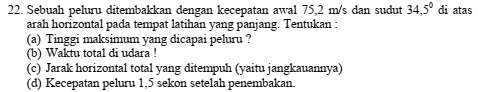 22. Sebuah peluru ditembakkan dengan kecepatan awal 75,2 m/s dan sudut 34,5⁰ di atas
arah horizontal pada tempat latihan yang panjang. Tentukan :
(a) Tinggi maksimum yang dicapai peluru ?
(b) Waktu total di udara !
(c) Jarak horizontal total yang ditempuh (yaitu jangkauannya)
(d) Kecepatan peluru 1,5 sekon setelah penembakan.